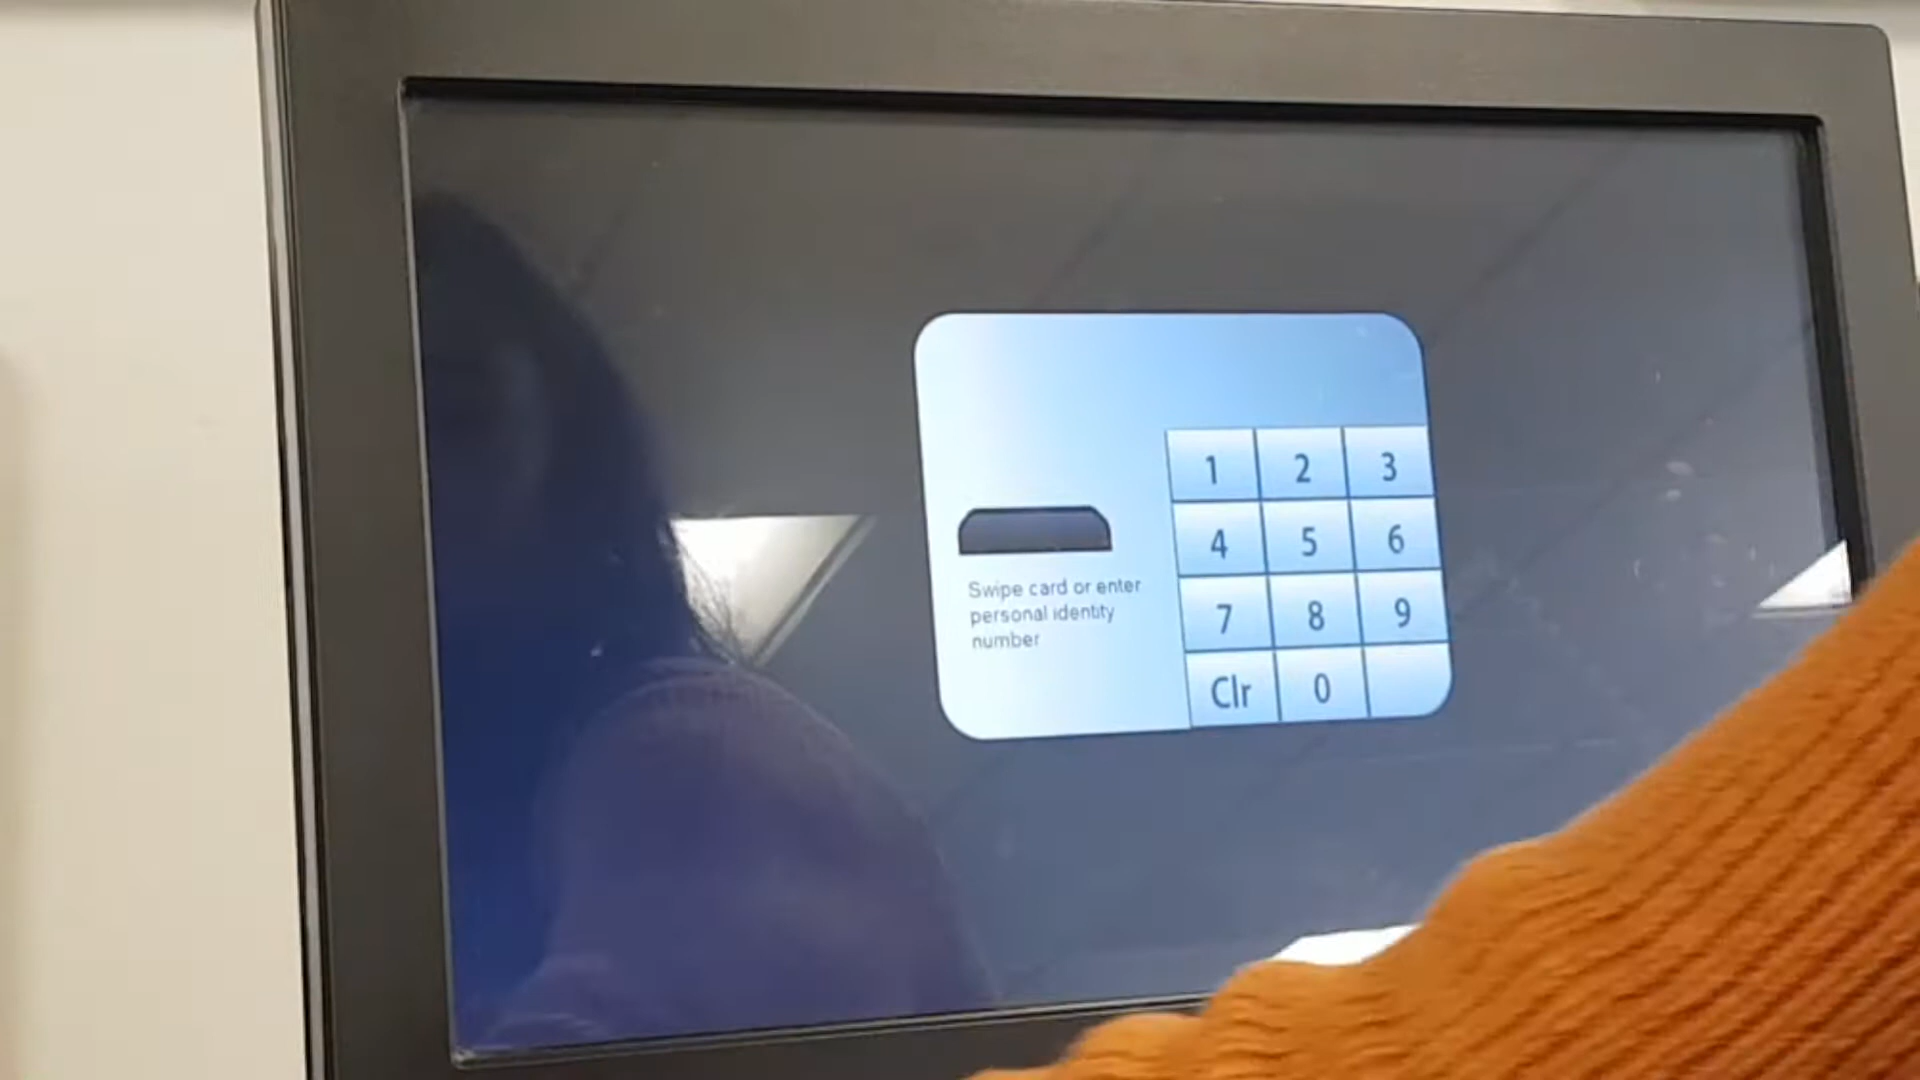 1 2 3
4 5 6
7 8 9
Clr 0
Swipe card or enter
personal identity
number